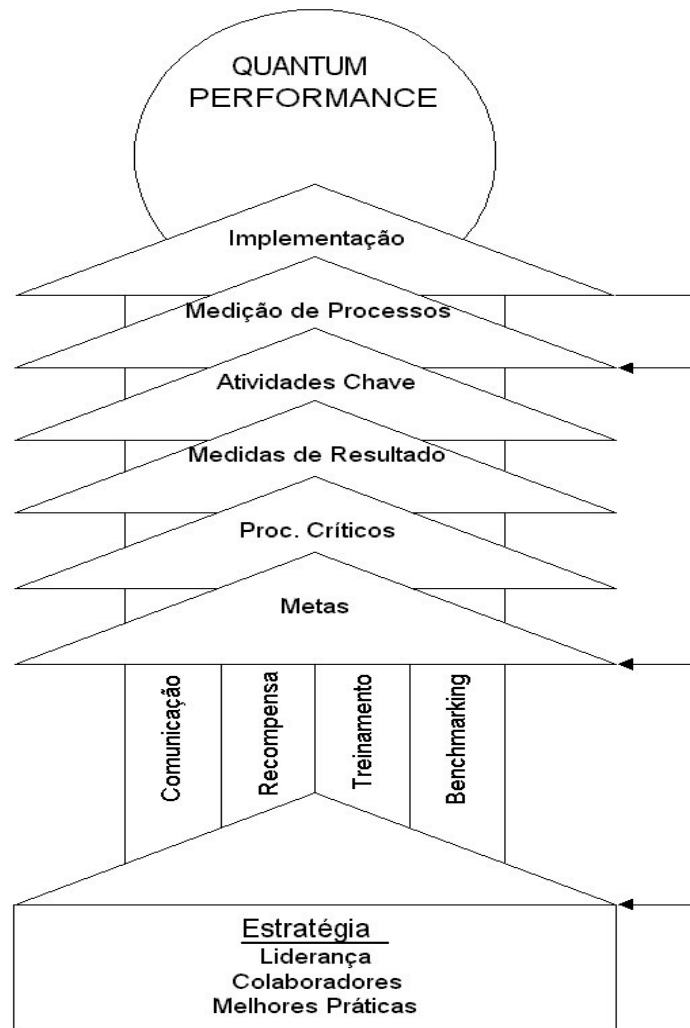 QUANTUM
PERFORMANCE
Implementação
Medição de Processos
Atividades Chave
Medidas de Resultado
Proc. Críticos
Metas
Comunicação
Recompensa
Treinamento
Benchmarking
Estratégia
Liderança
Colaboradores
Melhores Práticas